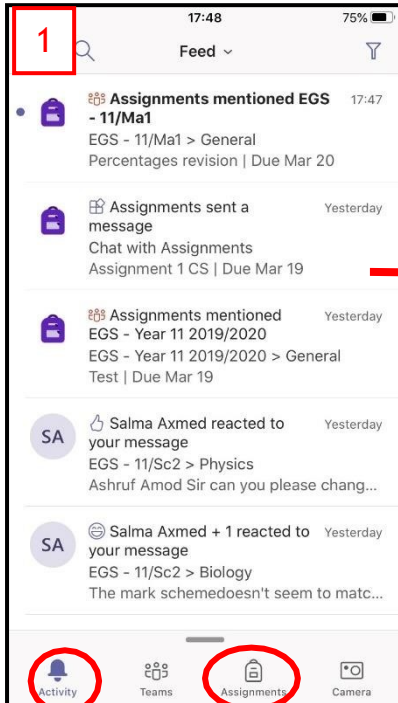 17:48 75%
1
Feed
Assignments mentioned EGS 17:47
- 11/Ma1
EGS - 11/Ma1 > General
Percentages revision | Due Mar 20
Assignments sent a Yesterday
message
Chat with Assignments
Assignment 1 CS | Due Mar 19
Assignments mentioned Yesterday
EGS - Year 11 2019/2020
EGS - Year 11 2019/2020 > General
Test | Due Mar 19
SA
Salma Axmed reacted to Yesterday
your message
EGS - 11/Sc2 > Physics
Ashruf Amod Sir can you please chang...
SA
Salma Axmed + 1 reacted to Yesterday
your message
EGS - 11/Sc2 > Biology
The mark schemedoesn't seem to matc...
Activity Teams Assignments Camera